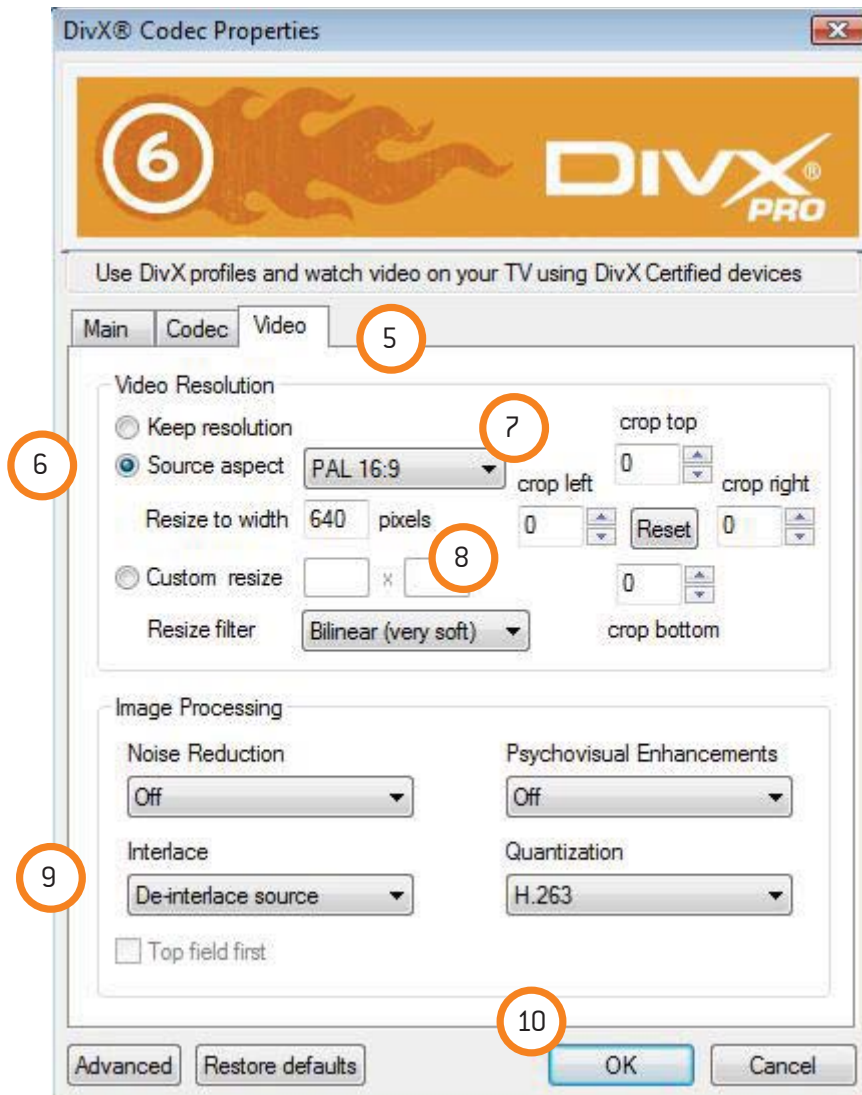 DivX® Codec Properties
6
DIVX®
PRO
Use DivX profiles and watch video on your TV using DivX Certified devices
Main Codec Video
5
Video Resolution
Keep resolution
7
crop top
6
Source aspect PAL 16:9
0
crop left
crop right
Resize to width 640 pixels
0 Reset 0
8
Custom resize x
0
Resize filter Bilinear (very soft)
crop bottom
Image Processing
Noise Reduction Psychovisual Enhancements
Off Off
Interlace Quantization
9
De-interlace source H.263
Top field first
10
Advanced Restore defaults OK Cancel